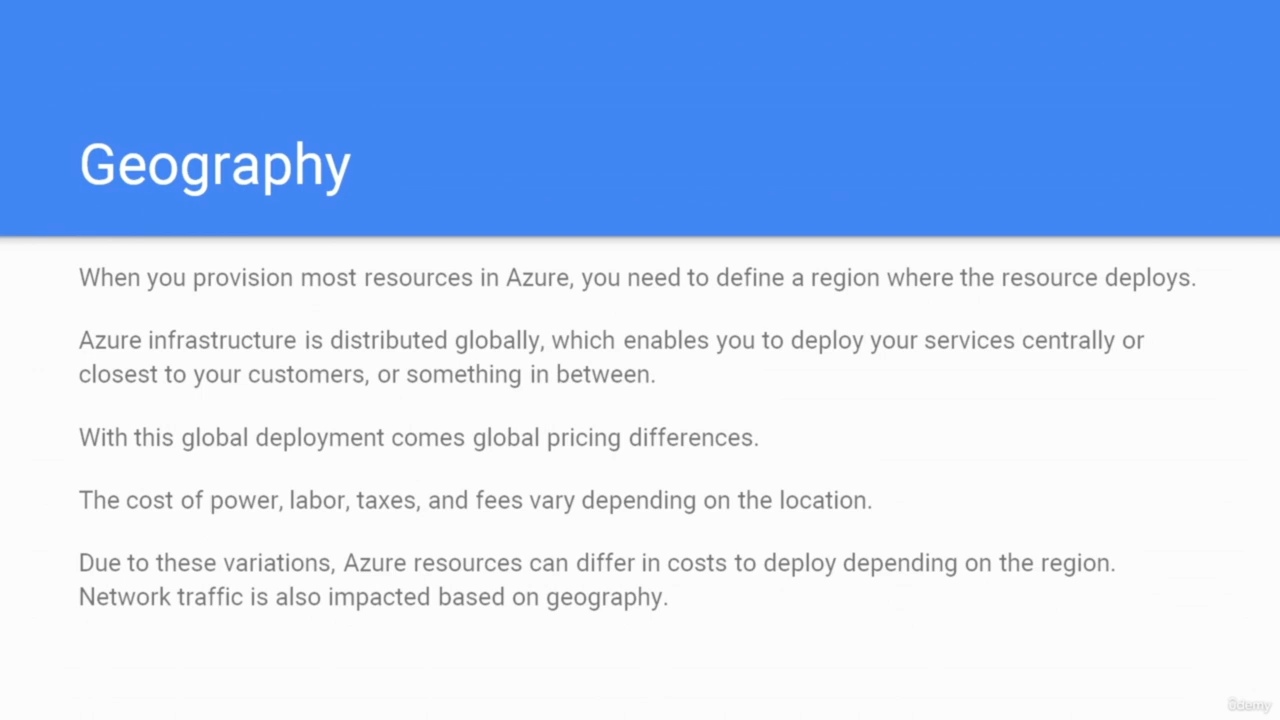 Geography
When you provision most resources in Azure, you need to define a region where the resource deploys.
Azure infrastructure is distributed globally, which enables you to deploy your services centrally or
closest to your customers, or something in between.
With this global deployment comes global pricing differences.
The cost of power, labor, taxes, and fees vary depending on the location.
Due to these variations, Azure resources can differ in costs to deploy depending on the region.
Network traffic is also impacted based on geography.
ûdemy